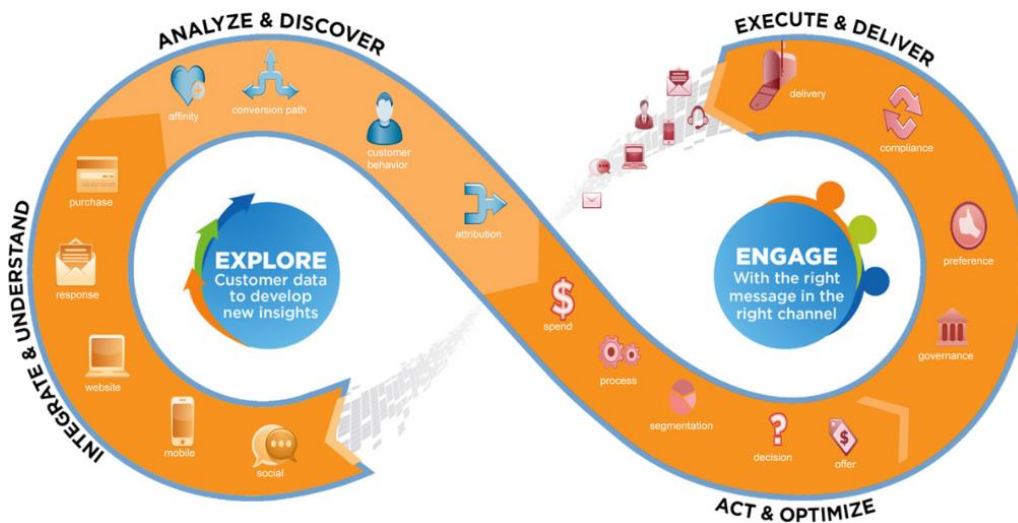 ANALYZE & DISCOVER
EXECUTE & DELIVER
affinity
conversion path
customer
behavior
attribution
purchase
response
website
mobile
social
INTEGRATE & UNDERSTAND
EXPLORE
Customer data
to develop
new insights
$
spend
process
segmentation
?
decision
$
offer
ACT & OPTIMIZE
ENGAGE
With the right
message in the
right channel
delivery
compliance
preference
governance